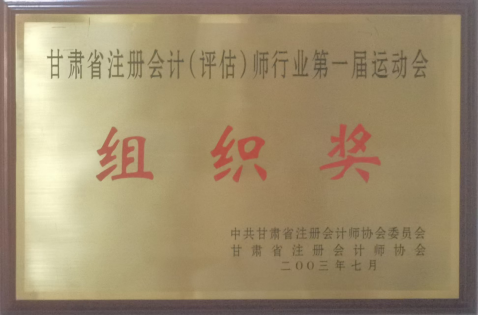 甘肃省注册会计(评估)师行业第一届运动会
组织奖
中共甘肃省注册会计师协会委员会
甘肃省注册会计师协会
二00三年七月